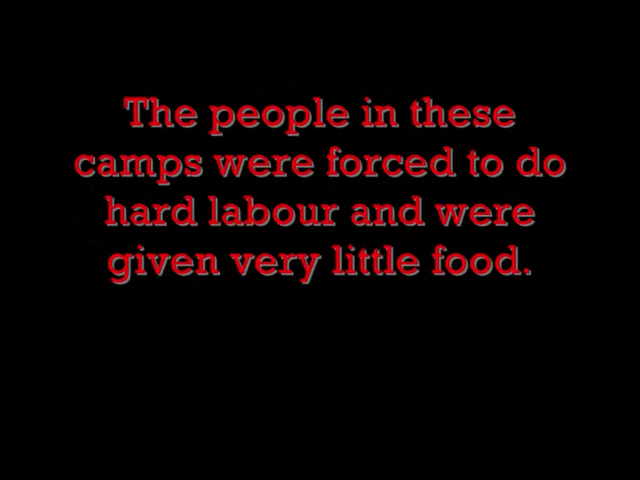 The people in these
camps were forced to do
hard labour and were
given very little food.